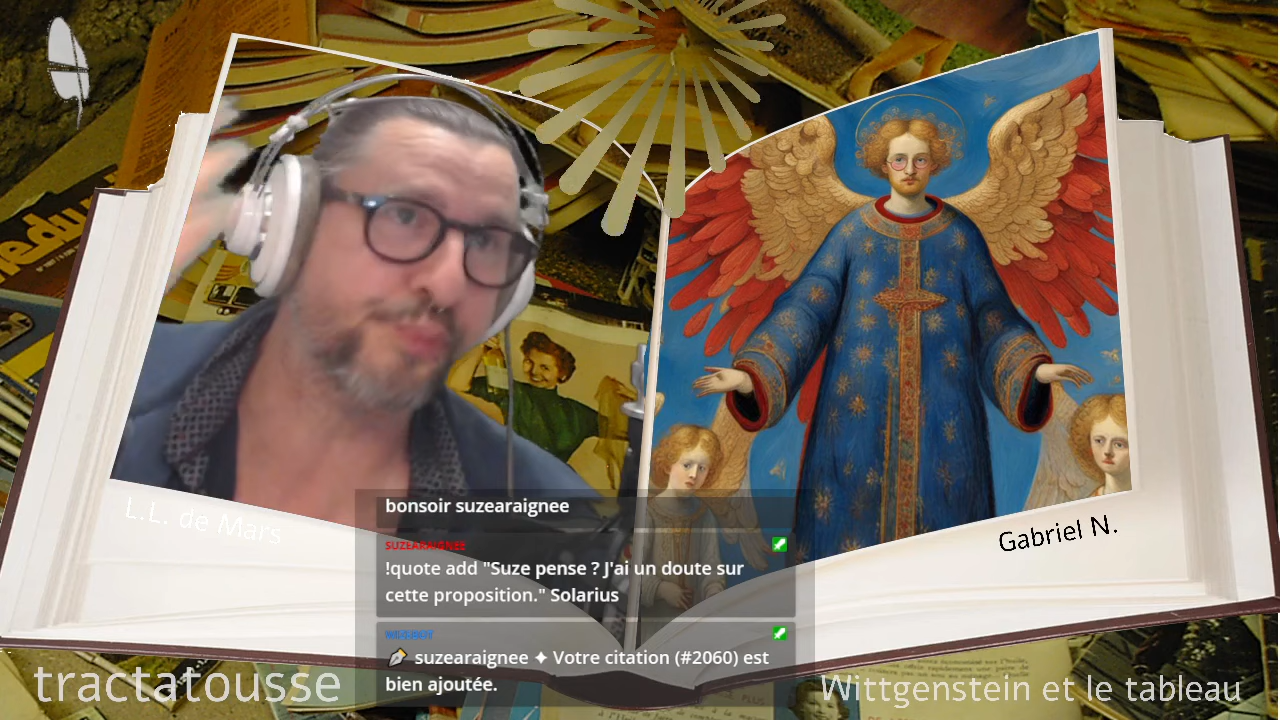 L.L. de Mars
Gabriel N.
bonsoir suzearaignee
SUZEARAIGNEE
!quote add "Suze pense ? J'ai un doute sur
cette proposition." Solarius
suzearaignee ✦ Votre citation (#2060) est
bien ajoutée.
tractatousse
Wittgenstein et le tableau